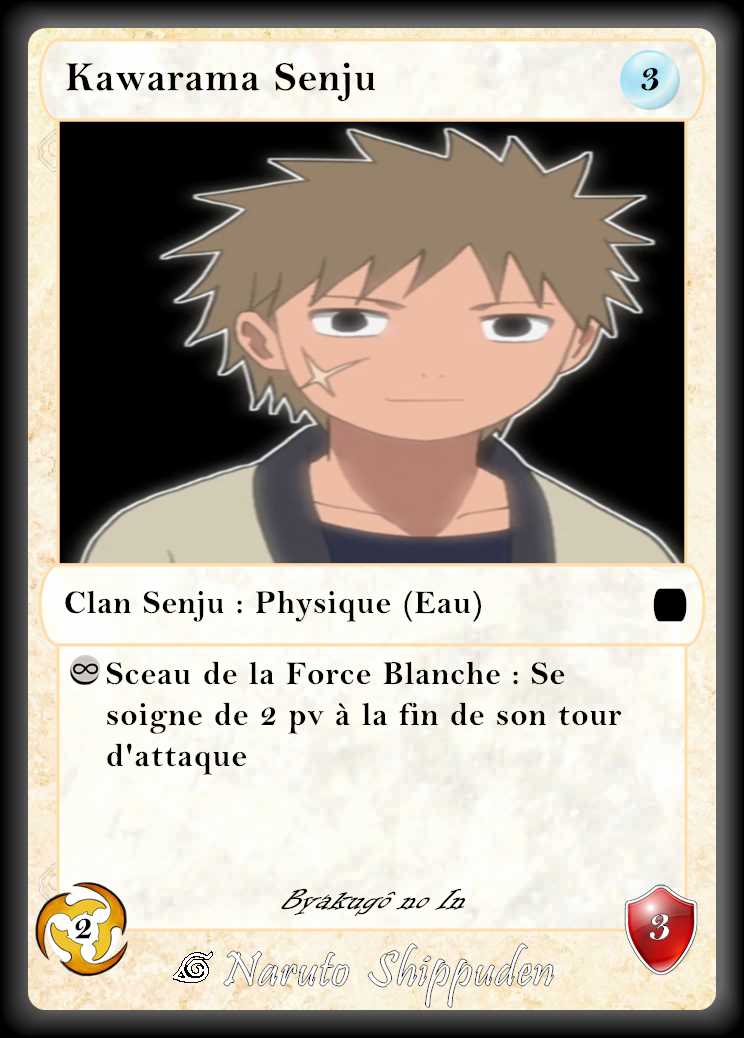 Kawarama Senju
3
Clan Senju : Physique (Eau)
∞ Sceau de la Force Blanche : Se
soigne de 2 pv à la fin de son tour
d'attaque
Byakugô no In
2
3
Naruto Shippuden